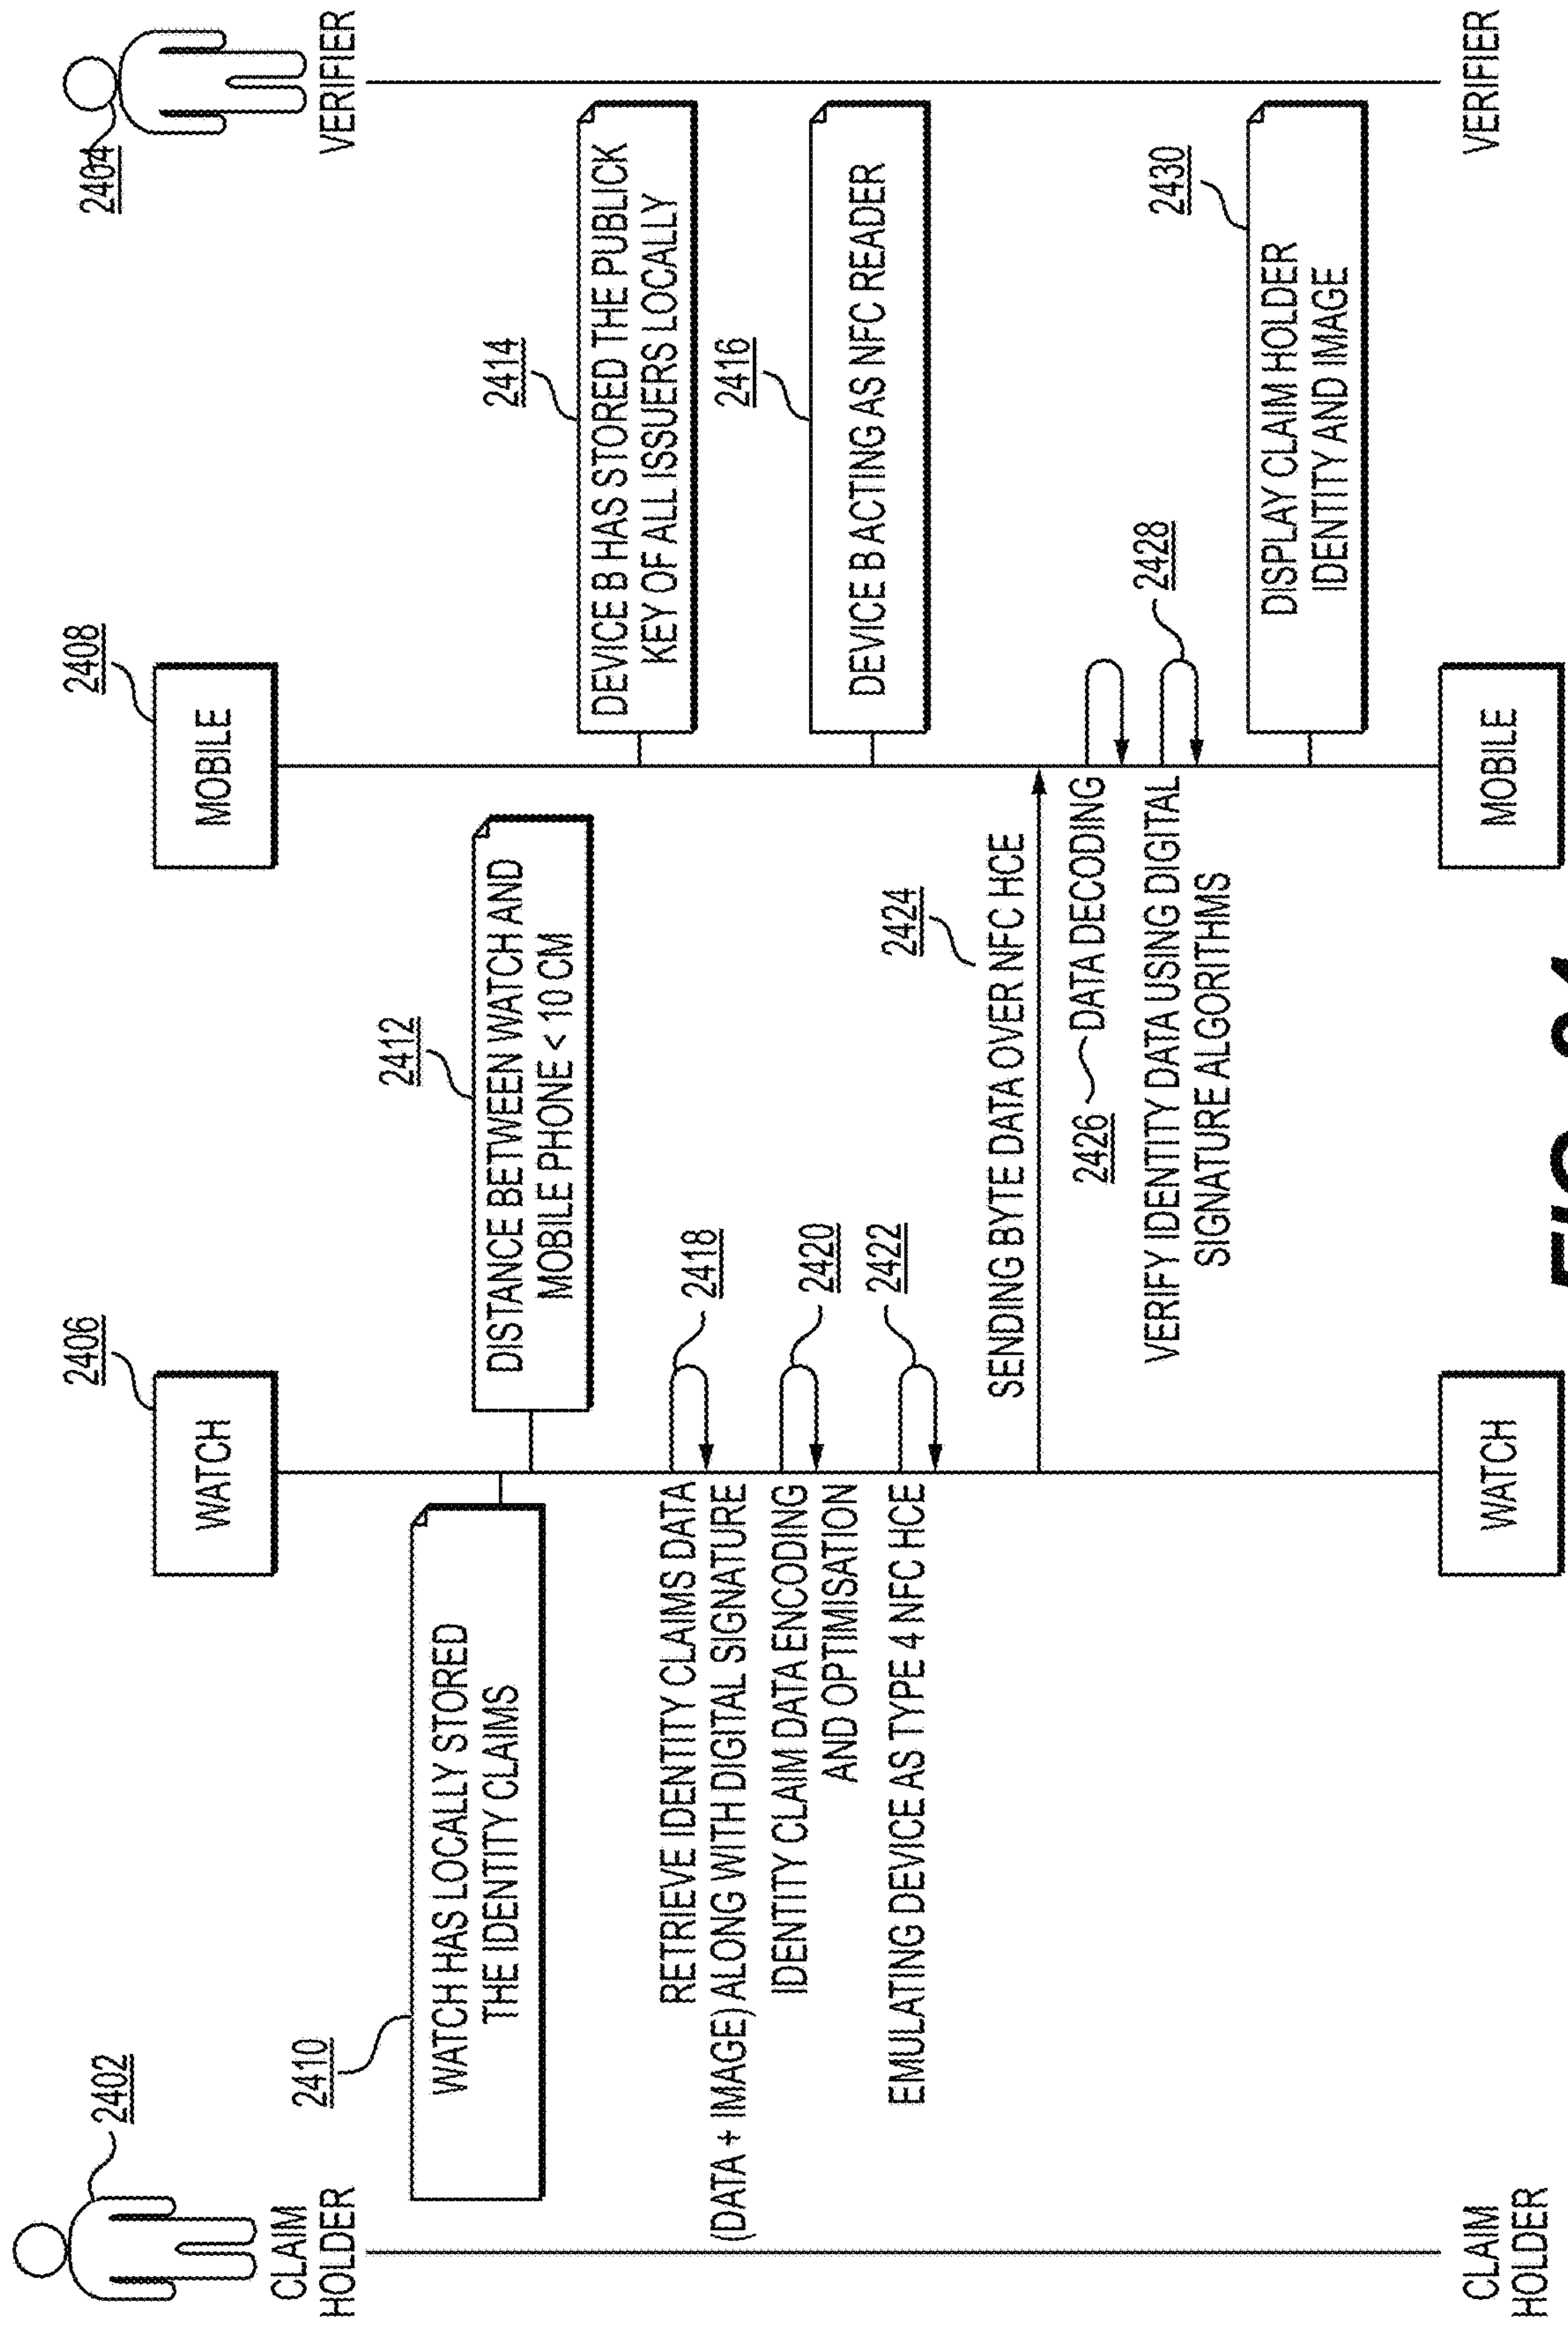 2402
CLAIM
HOLDER
2406
WATCH
2408
MOBILE
2404
VERIFIER
2410
WATCH HAS LOCALLY STORED
THE IDENTITY CLAIMS
2412
DISTANCE BETWEEN WATCH AND
MOBILE PHONE < 10 CM
2414
DEVICE B HAS STORED THE PUBLICK
KEY OF ALL ISSUERS LOCALLY
RETRIEVE IDENTITY CLAIMS DATA
(DATA + IMAGE) ALONG WITH DIGITAL SIGNATURE
2418
2416
DEVICE B ACTING AS NFC READER
IDENTITY CLAIM DATA ENCODING
AND OPTIMISATION
2420
EMULATING DEVICE AS TYPE 4 NFC HCE
2422
2424
SENDING BYTE DATA OVER NFC HCE
2426
DATA DECODING
VERIFY IDENTITY DATA USING DIGITAL
SIGNATURE ALGORITHMS
2428
2430
DISPLAY CLAIM HOLDER
IDENTITY AND IMAGE
CLAIM
HOLDER
WATCH
MOBILE
VERIFIER